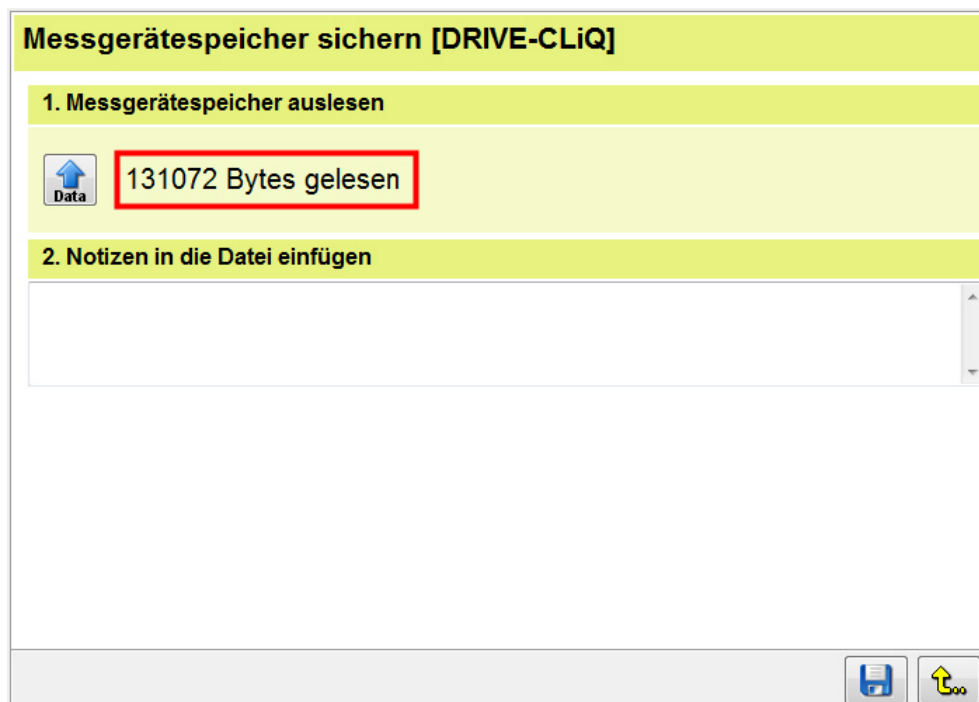 Messgerätespeicher sichern [DRIVE-CLiQ]
1. Messgerätespeicher auslesen
Data
131072 Bytes gelesen
2. Notizen in die Datei einfügen